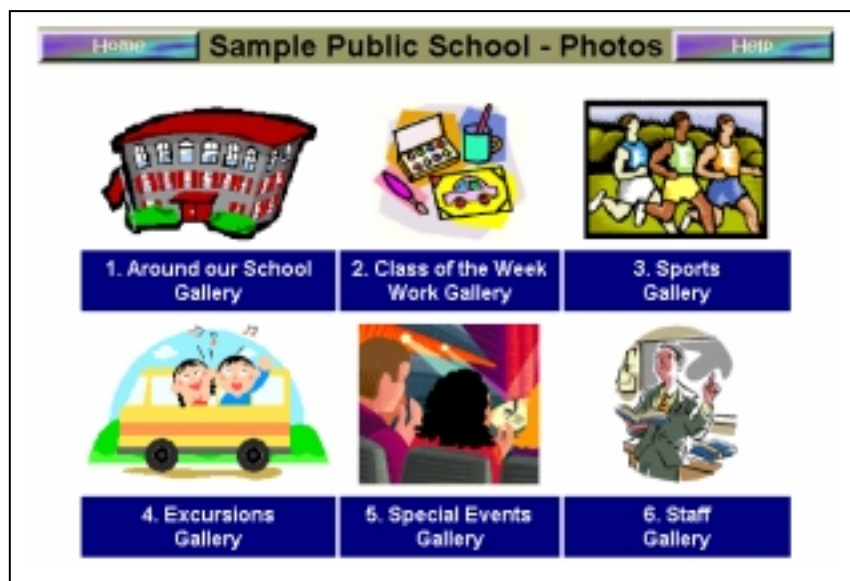 Home Sample Public School - Photos Help
1. Around our School
Gallery
2. Class of the Week
Work Gallery
3. Sports
Gallery
4. Excursions
Gallery
5. Special Events
Gallery
6. Staff
Gallery